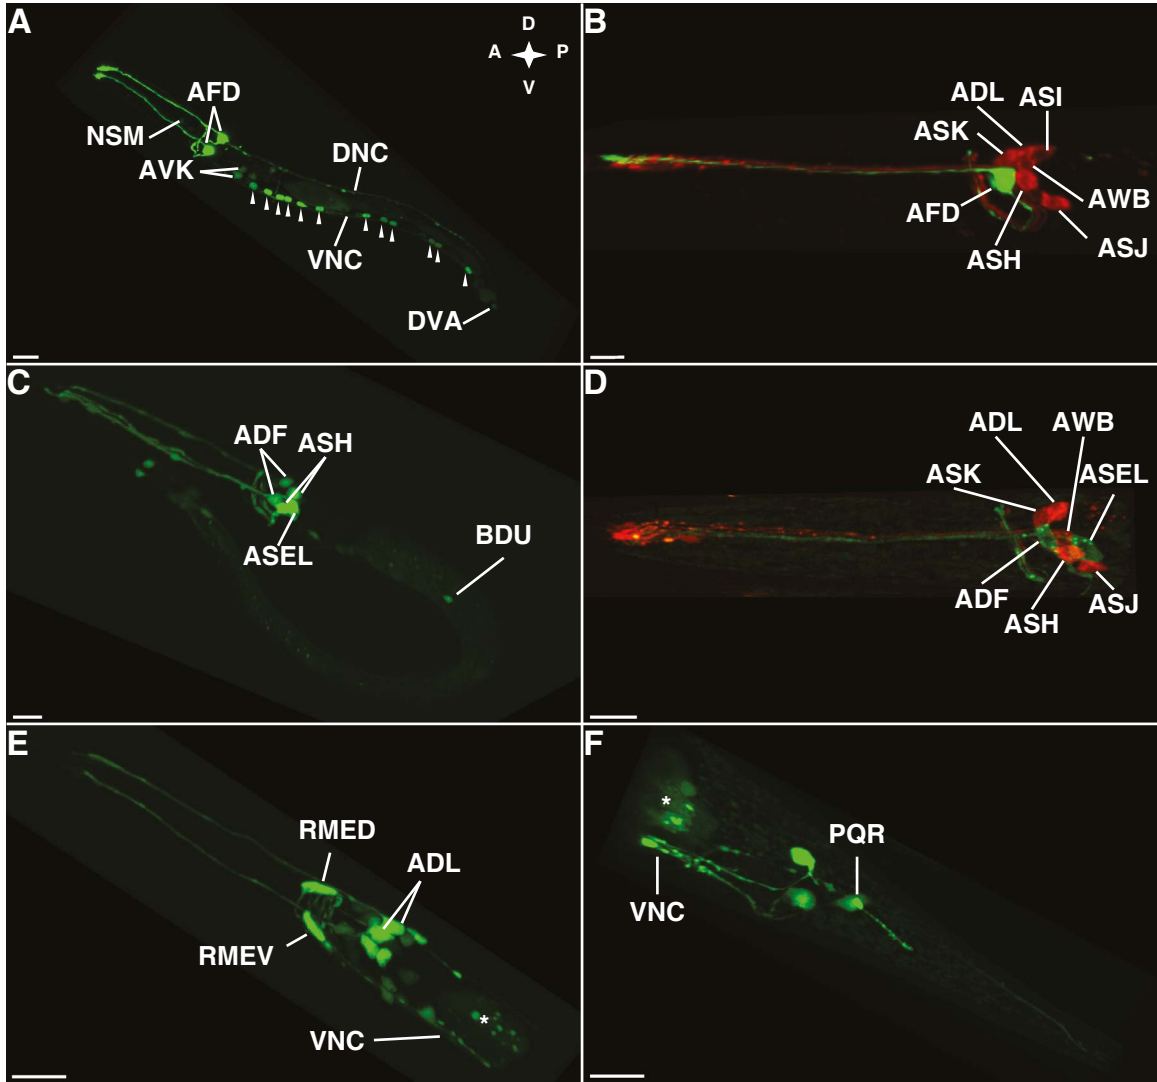 A
D
A P
V
AFD
NSM
AVK
DNC
VNC
DVA
B
ADL ASI
ASK
AWB
AFD
ASH
ASJ
C
ADF ASH
ASEL
BDU
D
ADL AWB
ASK ASEL
ADF
ASH
ASJ
E
RMED
ADL
RMEV
VNC
*
F
*
PQR
VNC